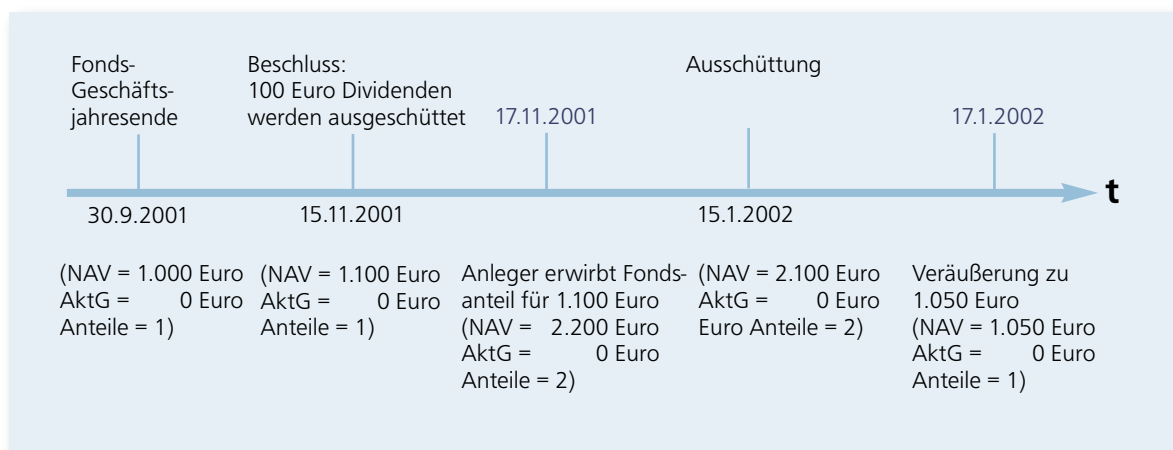 Fonds-
Geschäfts-
jahresende
Beschluss:
100 Euro Dividenden
werden ausgeschüttet
17.11.2001
Ausschüttung
17.1.2002
t
30.9.2001
15.11.2001
15.1.2002
(NAV = 1.000 Euro
AktG = 0 Euro
Anteile = 1)
(NAV = 1.100 Euro
AktG = 0 Euro
Anteile = 1)
Anleger erwirbt Fonds-
anteil für 1.100 Euro
(NAV = 2.200 Euro
AktG = 0 Euro
Anteile = 2)
(NAV = 2.100 Euro
AktG = 0 Euro
Euro Anteile = 2)
Veräußerung zu
1.050 Euro
(NAV = 1.050 Euro
AktG = 0 Euro
Anteile = 1)